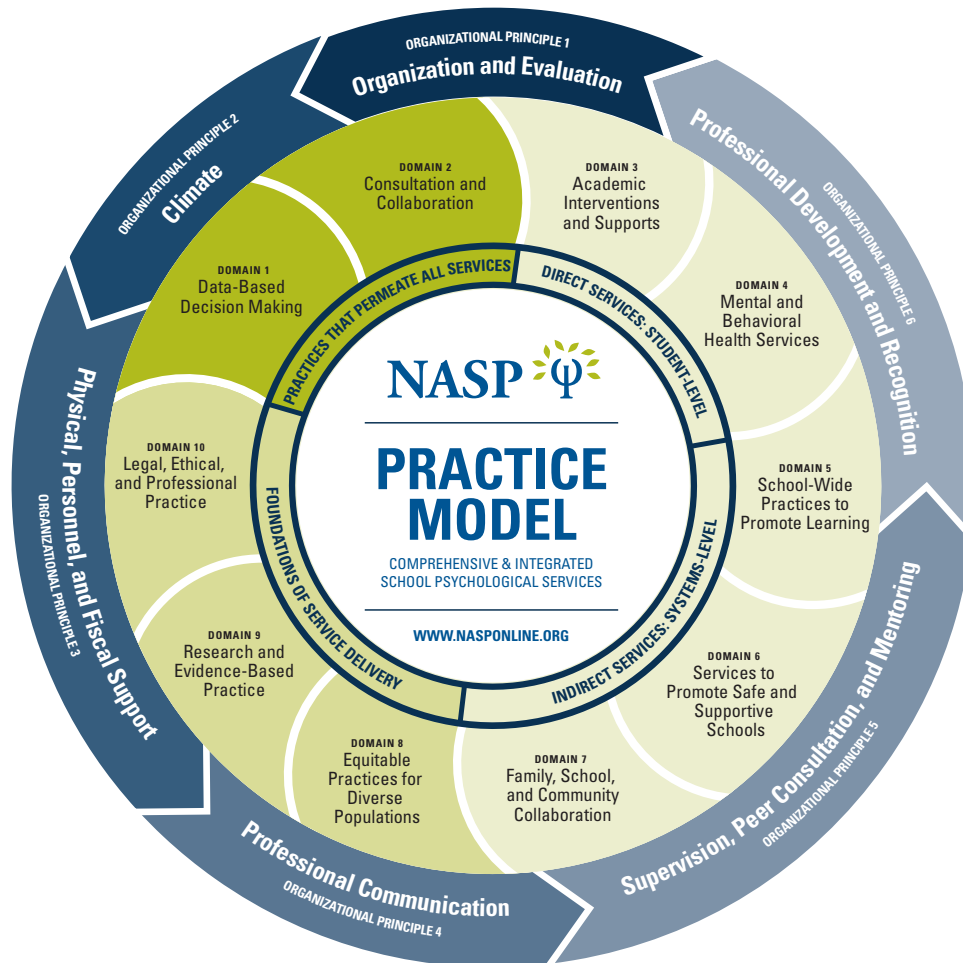 ORGANIZATIONAL PRINCIPLE 1
Organization and Evaluation
ORGANIZATIONAL PRINCIPLE 2
Climate
Physical, Personnel, and Fiscal Support
ORGANIZATIONAL PRINCIPLE 3
Professional Communication
ORGANIZATIONAL PRINCIPLE 4
Supervision, Peer Consultation, and Mentoring
ORGANIZATIONAL PRINCIPLE 5
ORGANIZATIONAL PRINCIPLE 6
Professional Development and Recognition
DOMAIN 1
Data-Based
Decision Making
DOMAIN 2
Consultation and
Collaboration
DOMAIN 3
Academic
Interventions
and Supports
DOMAIN 4
Mental and
Behavioral
Health Services
DOMAIN 5
School-Wide
Practices to
Promote Learning
DOMAIN 6
Services to
Promote Safe and
Supportive
Schools
DOMAIN 7
Family, School,
and Community
Collaboration
DOMAIN 8
Equitable
Practices for
Diverse
Populations
DOMAIN 9
Research and
Evidence-Based
Practice
DOMAIN 10
Legal, Ethical,
and Professional
Practice
PRACTICES THAT PERMEATE ALL SERVICES
DIRECT SERVICES: STUDENT-LEVEL
INDIRECT SERVICES: SYSTEMS-LEVEL
FOUNDATIONS OF SERVICE DELIVERY
NASP ψ
PRACTICE
MODEL
COMPREHENSIVE & INTEGRATED
SCHOOL PSYCHOLOGICAL SERVICES
WWW.NASPONLINE.ORG